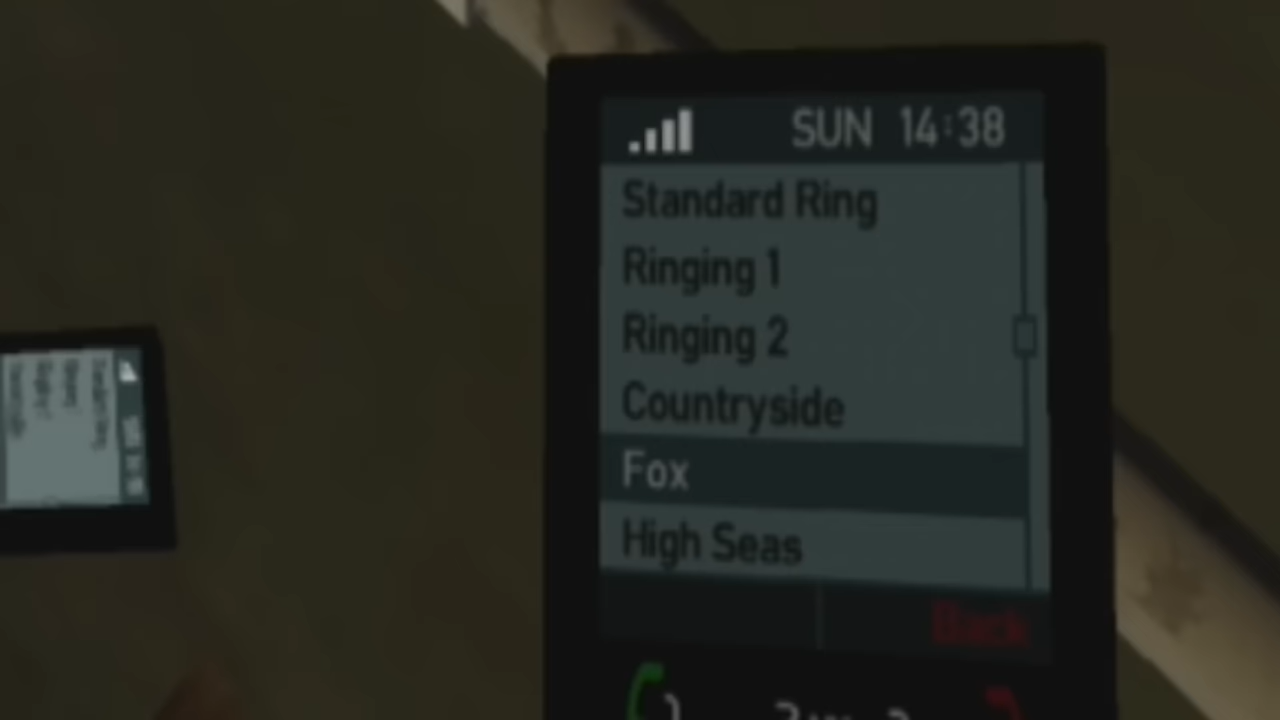 SUN 14:38
Standard Ring
Ringing 1
Ringing 2
Countryside
Fox
High Seas
Back